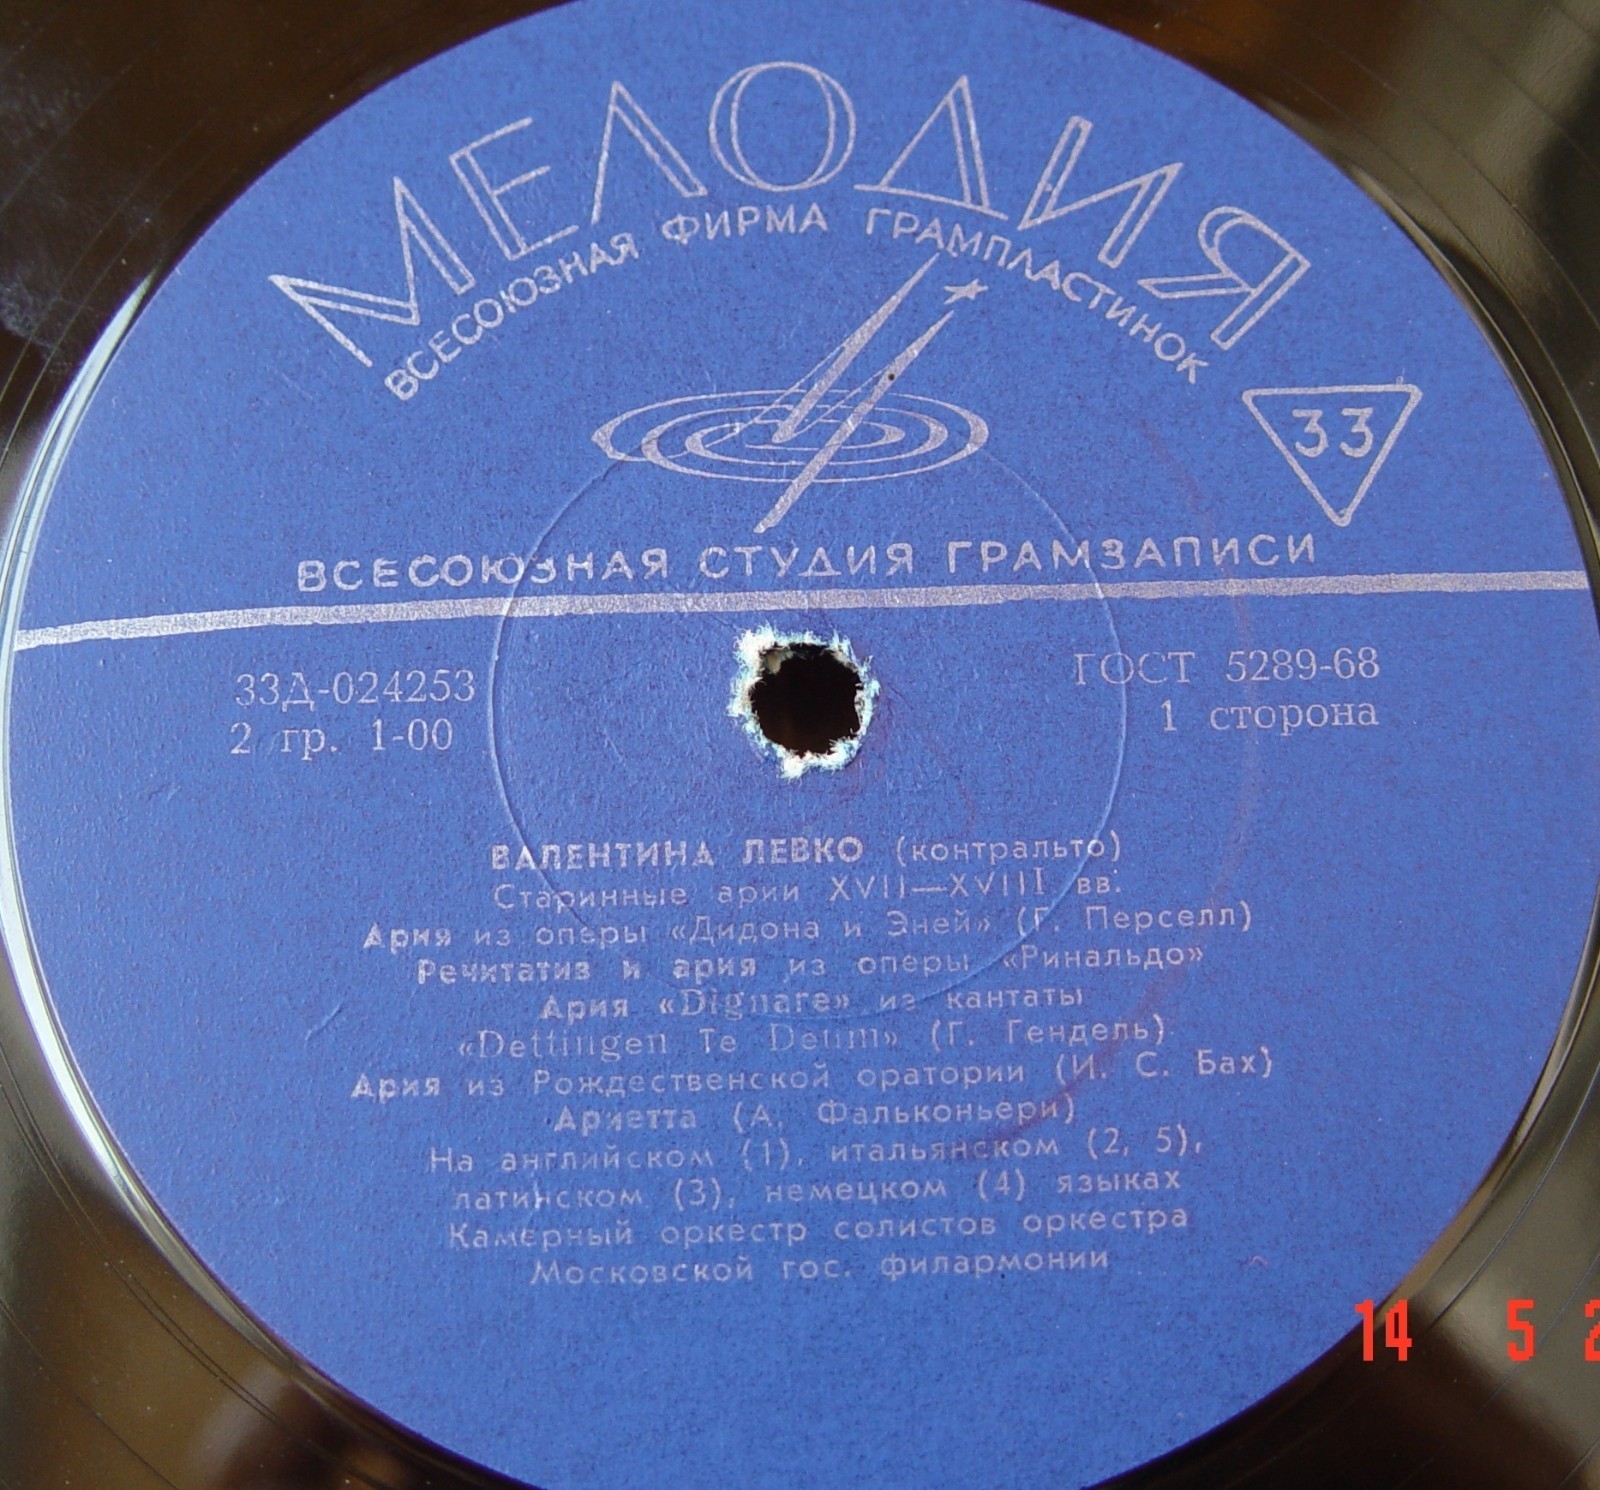 МЕЛОДИЯ
ВСЕСОЮЗНАЯ ФИРМА ГРАМПЛАСТИНОК
33
ВСЕСОЮЗНАЯ СТУДИЯ ГРАМЗАПИСИ
33Д-024253
2 гр. 1-00
ГОСТ 5289-68
1 сторона
ВАЛЕНТИНА ЛЕВКО (контральто)
Старинные арии XVII—XVIII вв.
Ария из оперы «Дидона и Эней» (Г. Перселл)
Речитатив и ария из оперы «Ринальдо»
Ария «Dignare» из кантаты
«Dettingen Te Deum» (Г. Гендель)
Ария из Рождественской оратории (И. С. Бах)
Ариетта (А. Фальконьери)
На английском (1), итальянском (2, 5),
латинском (3), немецком (4) языках
Камерный оркестр солистов оркестра
Московской гос. филармонии
14 5 2